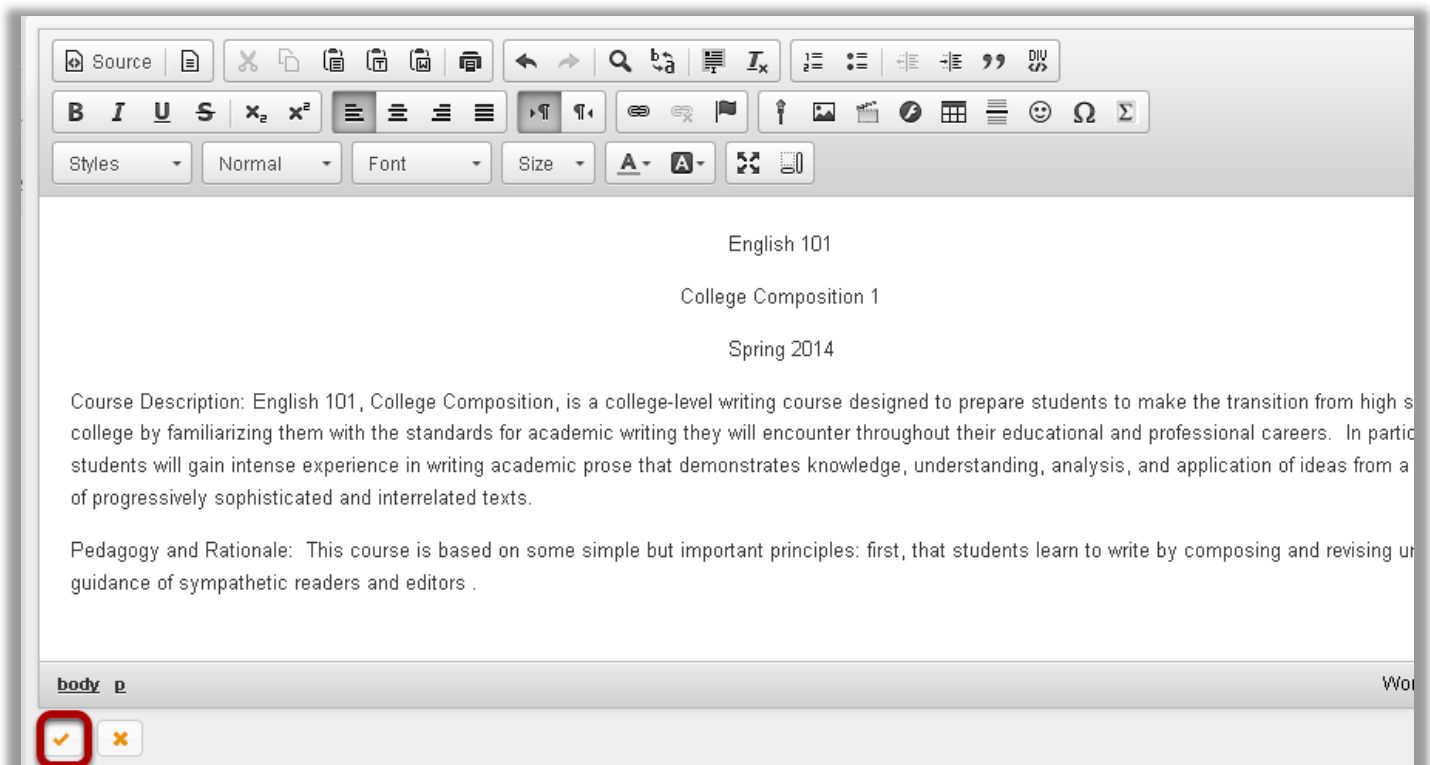 Source
B I U S x₂ x²
Styles Normal Font Size A A
English 101
College Composition 1
Spring 2014
Course Description: English 101, College Composition, is a college-level writing course designed to prepare students to make the transition from high
college by familiarizing them with the standards for academic writing they will encounter throughout their educational and professional careers.  In
students will gain intense experience in writing academic prose that demonstrates knowledge, understanding, analysis, and application of ideas from a
of progressively sophisticated and interrelated texts.
Pedagogy and Rationale:  This course is based on some simple but important principles: first, that students learn to write by composing and revising
guidance of sympathetic readers and editors .
body p